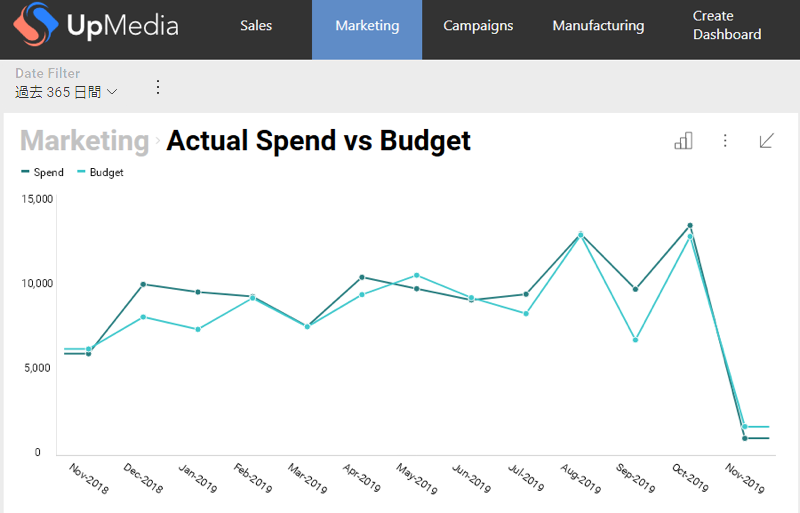 UpMedia
Sales
Marketing
Campaigns
Manufacturing
Create
Dashboard
Date Filter
過去 365 日間
Marketing > Actual Spend vs Budget
Spend
Budget
15,000
10,000
5,000
0
Nov-2018
Dec-2018
Jan-2019
Feb-2019
Mar-2019
Apr-2019
May-2019
Jun-2019
Jul-2019
Aug-2019
Sep-2019
Oct-2019
Nov-2019